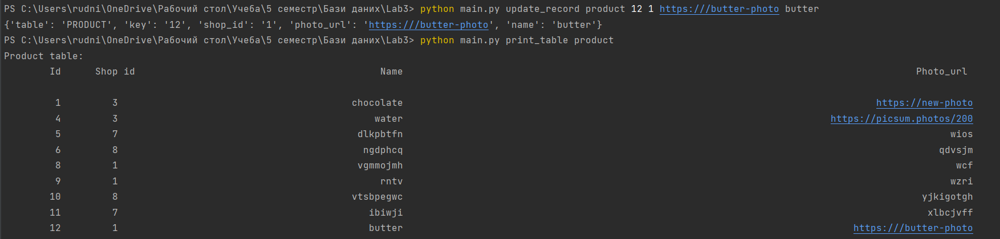 PS C:\Users\rudni\OneDrive\Рабочий стол\Учеба\5 семестр\Бази даних\Lab3> python main.py update_record product 12 1 https:///butter-photo butter
{'table': 'PRODUCT', 'key': '12', 'shop_id': '1', 'photo_url': 'https:///butter-photo', 'name': 'butter'}
PS C:\Users\rudni\OneDrive\Рабочий стол\Учеба\5 семестр\Бази даних\Lab3> python main.py print_table product
Product table:
Id Shop id Name Photo_url
1 3 chocolate https://new-photo
4 3 water https://picsum.photos/200
5 7 dlkpbtfn wios
6 8 ngdphcq qdvsjm
8 1 vgmmojmh wcf
9 1 rntv wzri
10 8 vtsbpegwc yjkigotgh
11 7 ibiwji xlbcjvff
12 1 butter https:///butter-photo